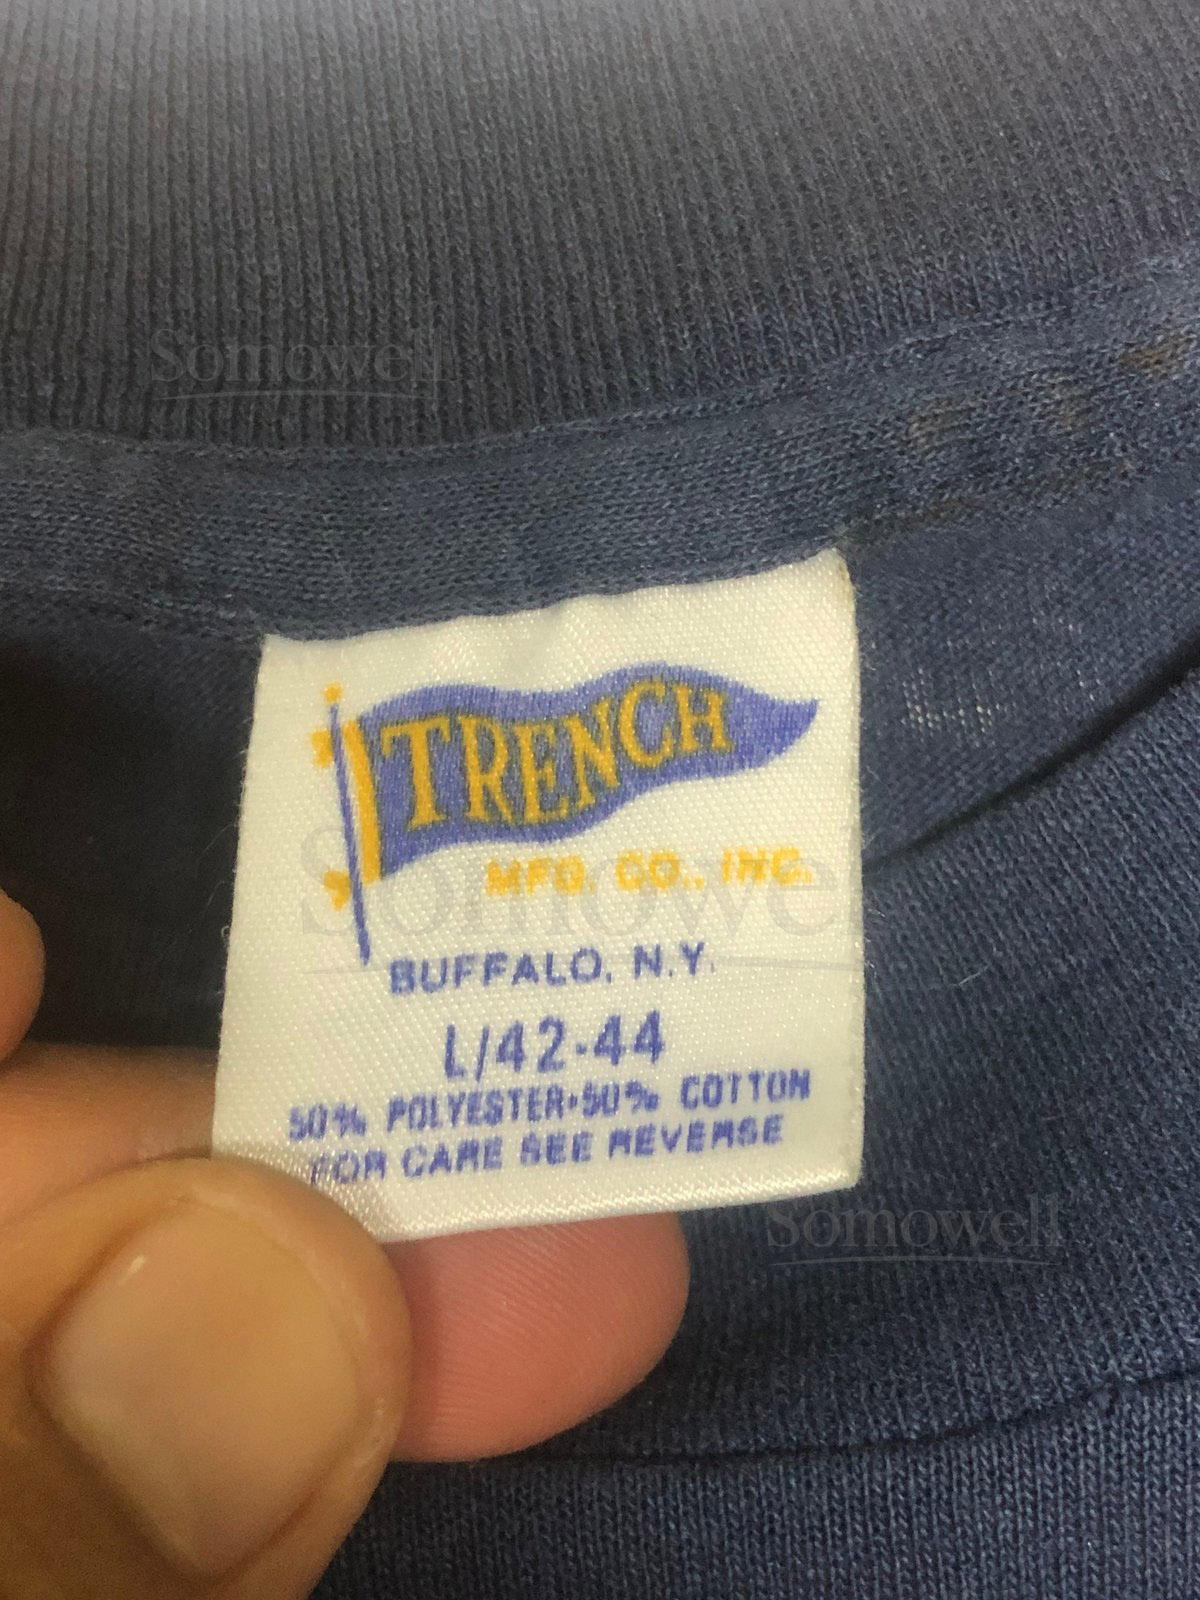 Somowell
TRENCH
MFG. CO., INC.
Somowell
BUFFALO, N.Y.
L/42-44
50% POLYESTER•50% COTTON
FOR CARE SEE REVERSE
Somowell